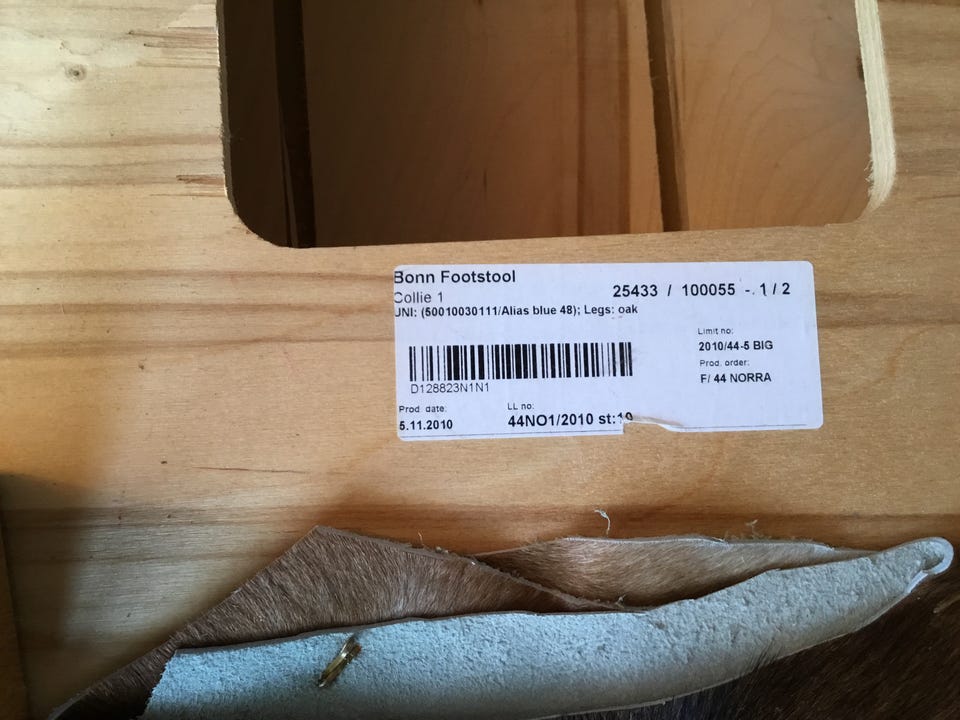 Bonn Footstool
Collie 1
25433 / 100055 -. 1 / 2
UNI: (50010030111/Alias blue 48); Legs: oak
Limit no:
2010/44-5 BIG
Prod. order:
F/ 44 NORRA
D128823N1N1
Prod. date:
5.11.2010
LL no:
44NO1/2010 st:10